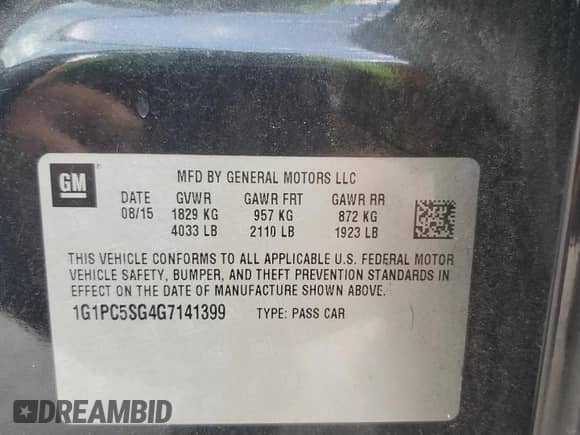 GM
MFD BY GENERAL MOTORS LLC
DATE GVWR GAWR FRT GAWR RR
08/15 1829 KG 957 KG 872 KG
4033 LB 2110 LB 1923 LB
THIS VEHICLE CONFORMS TO ALL APPLICABLE U.S. FEDERAL MOTOR
VEHICLE SAFETY, BUMPER, AND THEFT PREVENTION STANDARDS IN
EFFECT ON THE DATE OF MANUFACTURE SHOWN ABOVE.
1G1PC5SG4G7141399 TYPE: PASS CAR
DREAMBID